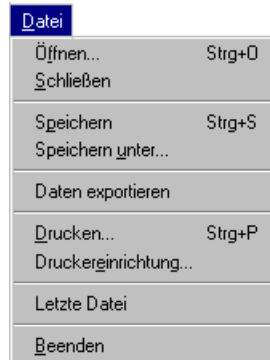 Datei
Öffnen... Strg+O
Schließen
Speichern Strg+S
Speichern unter...
Daten exportieren
Drucken... Strg+P
Druckereinrichtung...
Letzte Datei
Beenden